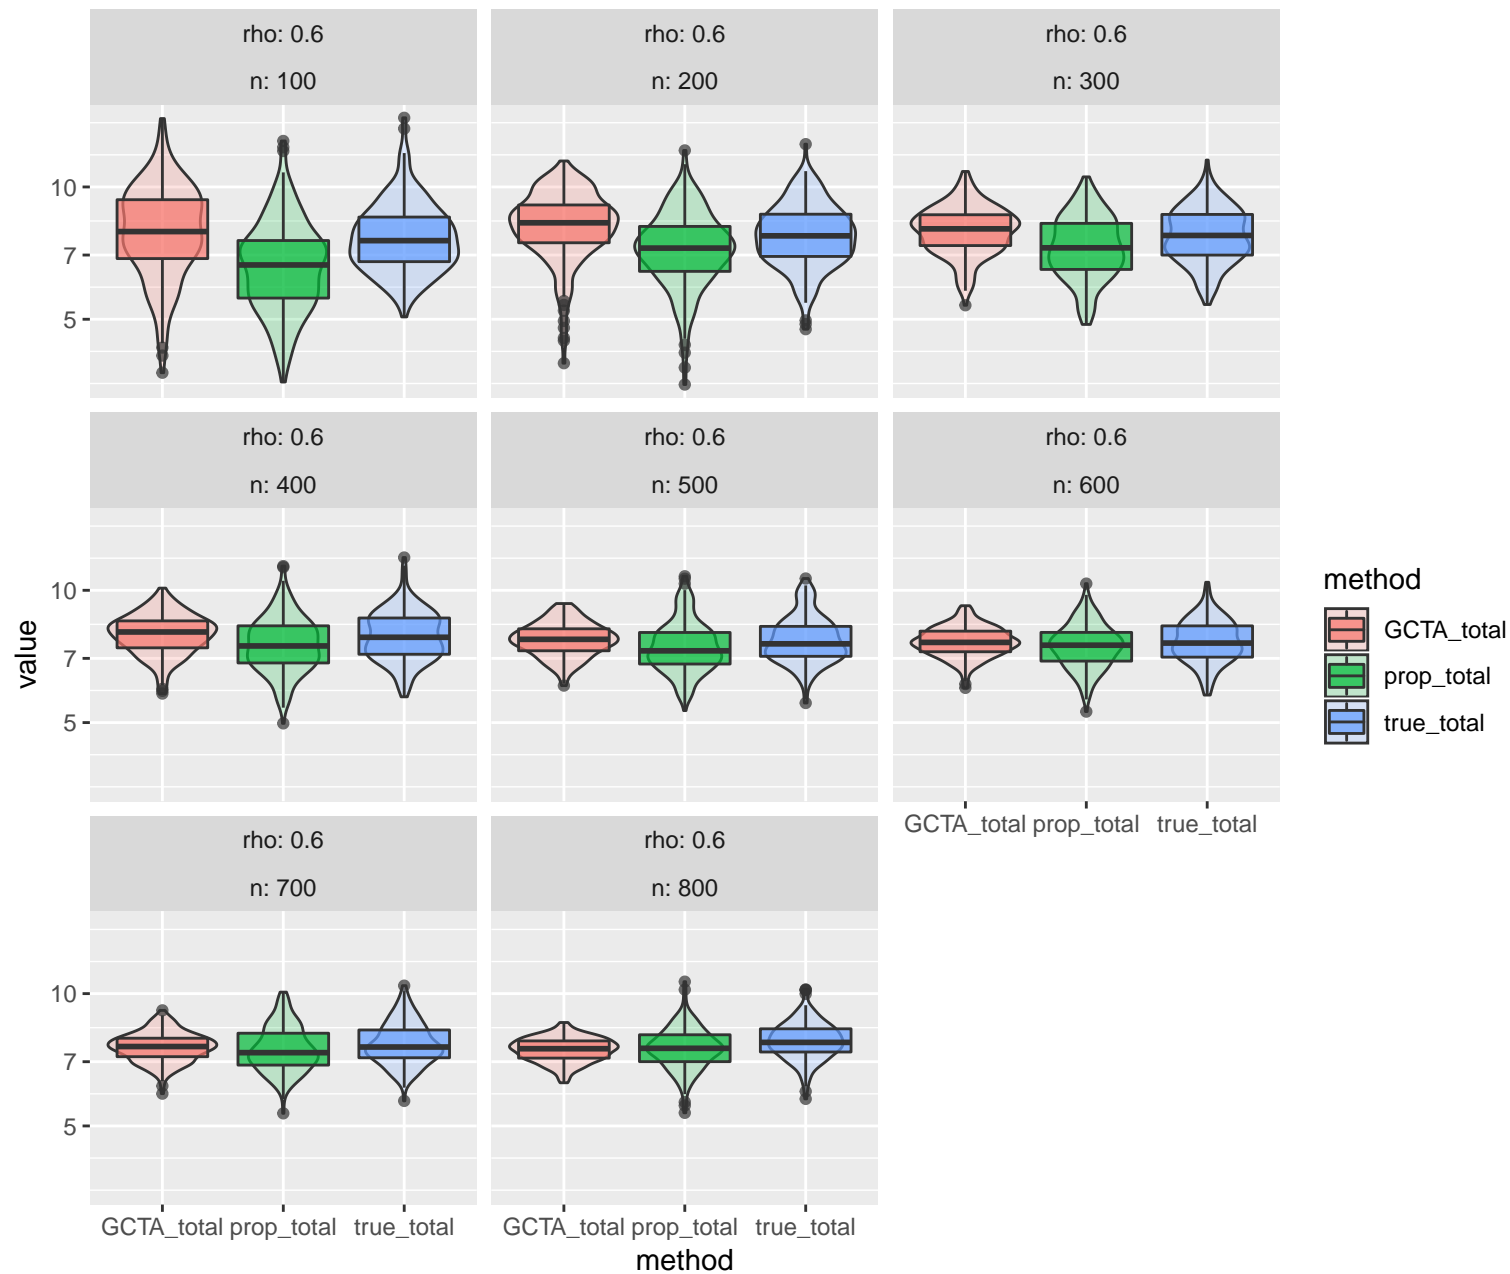 rho: 0.6
rho: 0.6
rho: 0.6
n: 100
n: 200
n: 300
10
7
5
rho: 0.6
rho: 0.6
rho: 0.6
n: 400
n: 500
n: 600
10
7
5
value
GCTA_total
prop_total
true_total
rho: 0.6
rho: 0.6
n: 700
n: 800
10
7
5
GCTA_total
prop_total
true_total
GCTA_total
prop_total
true_total
method
method
GCTA_total
prop_total
true_total